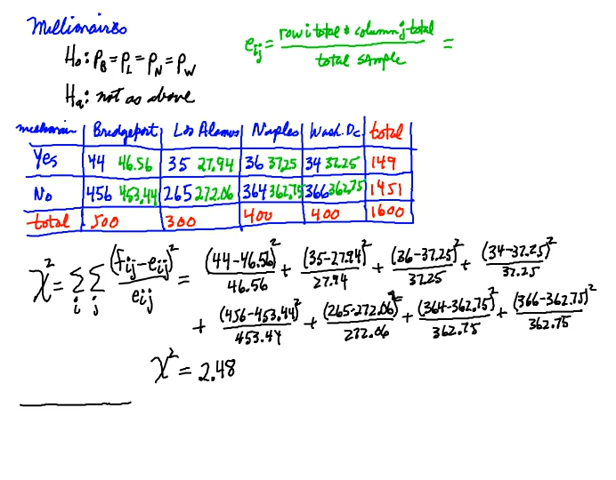 Millionaires
H₀: p_B = p_L = p_N = p_W
Hₐ: not as above
e_ij = (row i total * column j total) / (total sample) =
Bridgeport | Los Alamos | Naples | Wash. DC | total
Yes | 44 46.56 | 35 27.94 | 36 37.25 | 34 37.25 | 149
No | 456 453.44 | 265 272.06 | 364 362.75 | 366 362.75 | 1451
total | 500 | 300 | 400 | 400 | 1600
χ² = Σ_i Σ_j (f_ij - e_ij)² / e_ij = (44-46.56)² / 46.56 + (35-27.94)² / 27.94 + (36-37.25)² / 37.25 + (34-37.25)² / 37.25
+ (456-453.44)² / 453.44 + (265-272.06)² / 272.06 + (364-362.75)² / 362.75 + (366-362.75)² / 362.75
χ² = 2.48